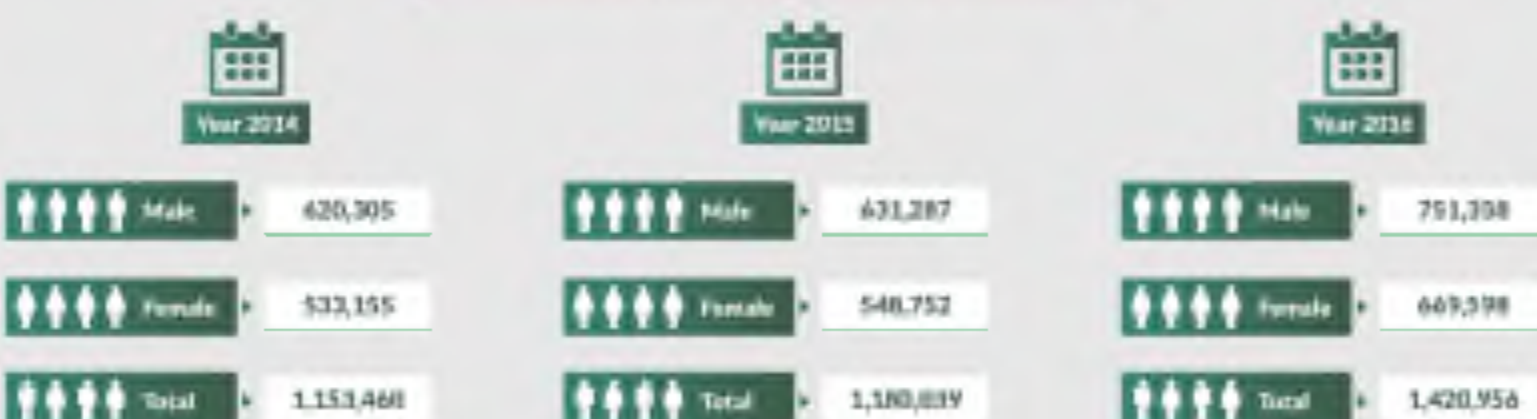 Year 2014 Year 2015 Year 2016
Male 620,305 Male 631,287 Male 751,358
Female 533,155 Female 548,752 Female 669,598
Total 1,153,460 Total 1,180,039 Total 1,420,956